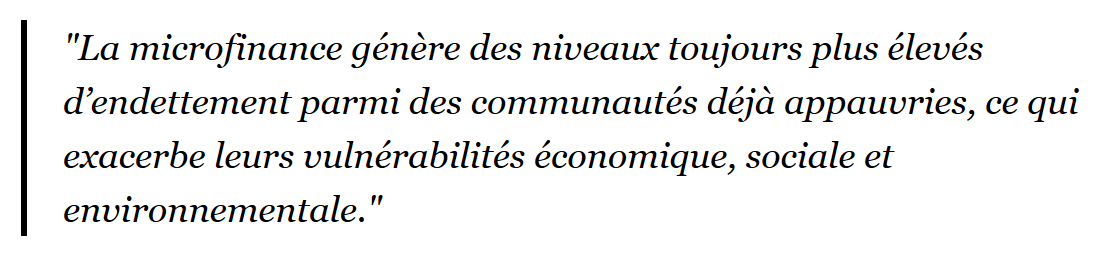 "La microfinance génère des niveaux toujours plus élevés
d’endettement parmi des communautés déjà appauvries, ce qui
exacerbe leurs vulnérabilités économique, sociale et
environnementale."